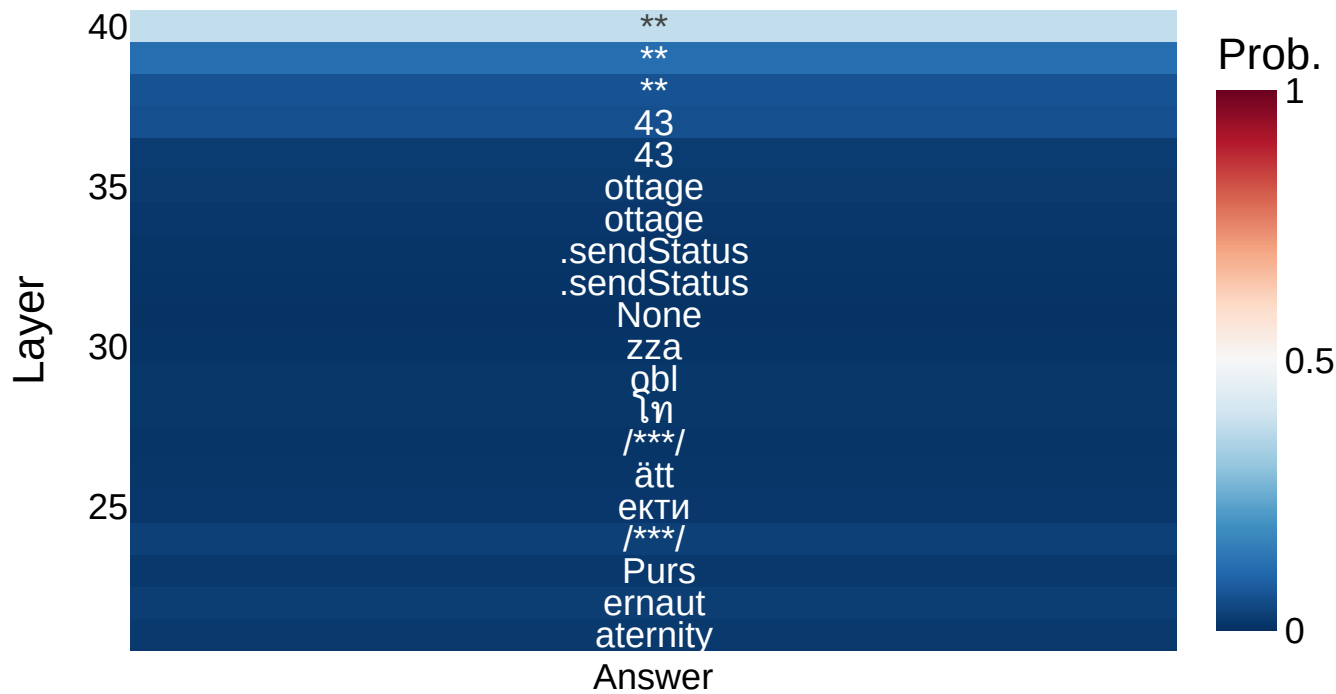 40
**
Prob.
**
1
**
43
43
35
ottage
ottage
.sendStatus
.sendStatus
None
Layer
30
zza
0.5
obl
โท
/***/
ätt
25
екти
/***/
Purs
ernaut
aternity
0
Answer